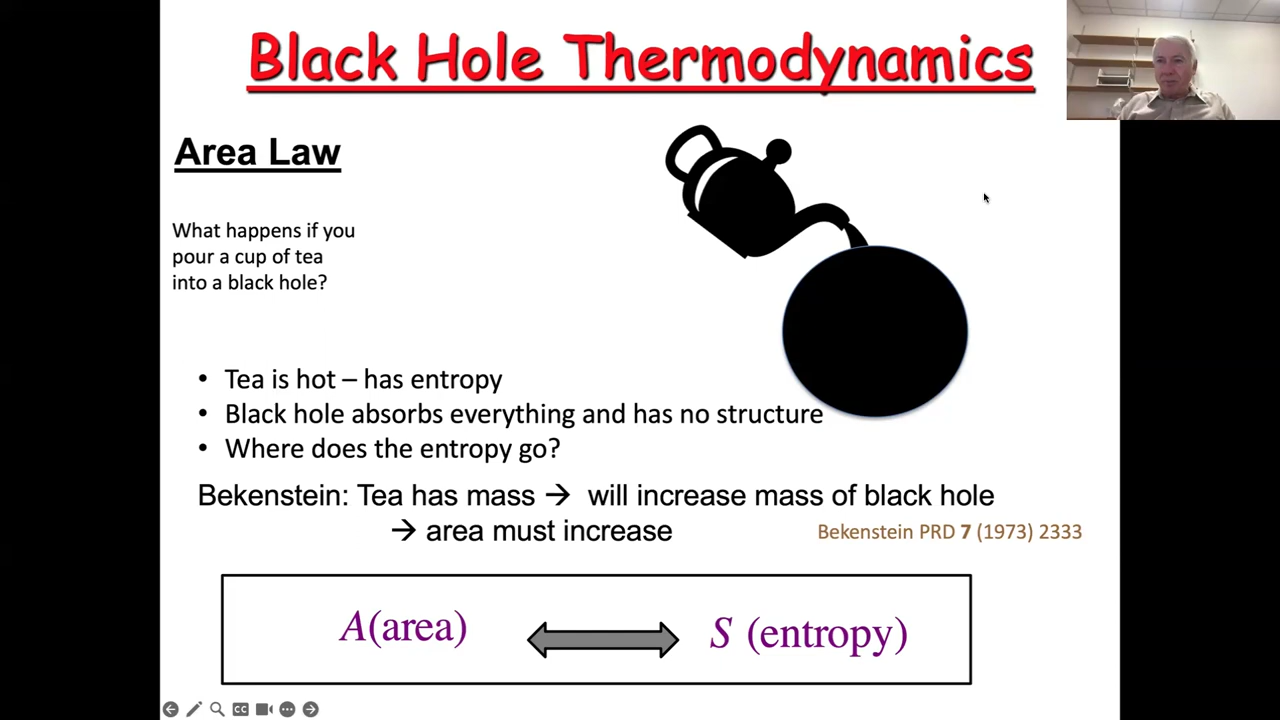 Black Hole Thermodynamics
Area Law
What happens if you
pour a cup of tea
into a black hole?
• Tea is hot – has entropy
• Black hole absorbs everything and has no structure
• Where does the entropy go?
Bekenstein: Tea has mass → will increase mass of black hole
→ area must increase
Bekenstein PRD 7 (1973) 2333
A(area)
S (entropy)
CC